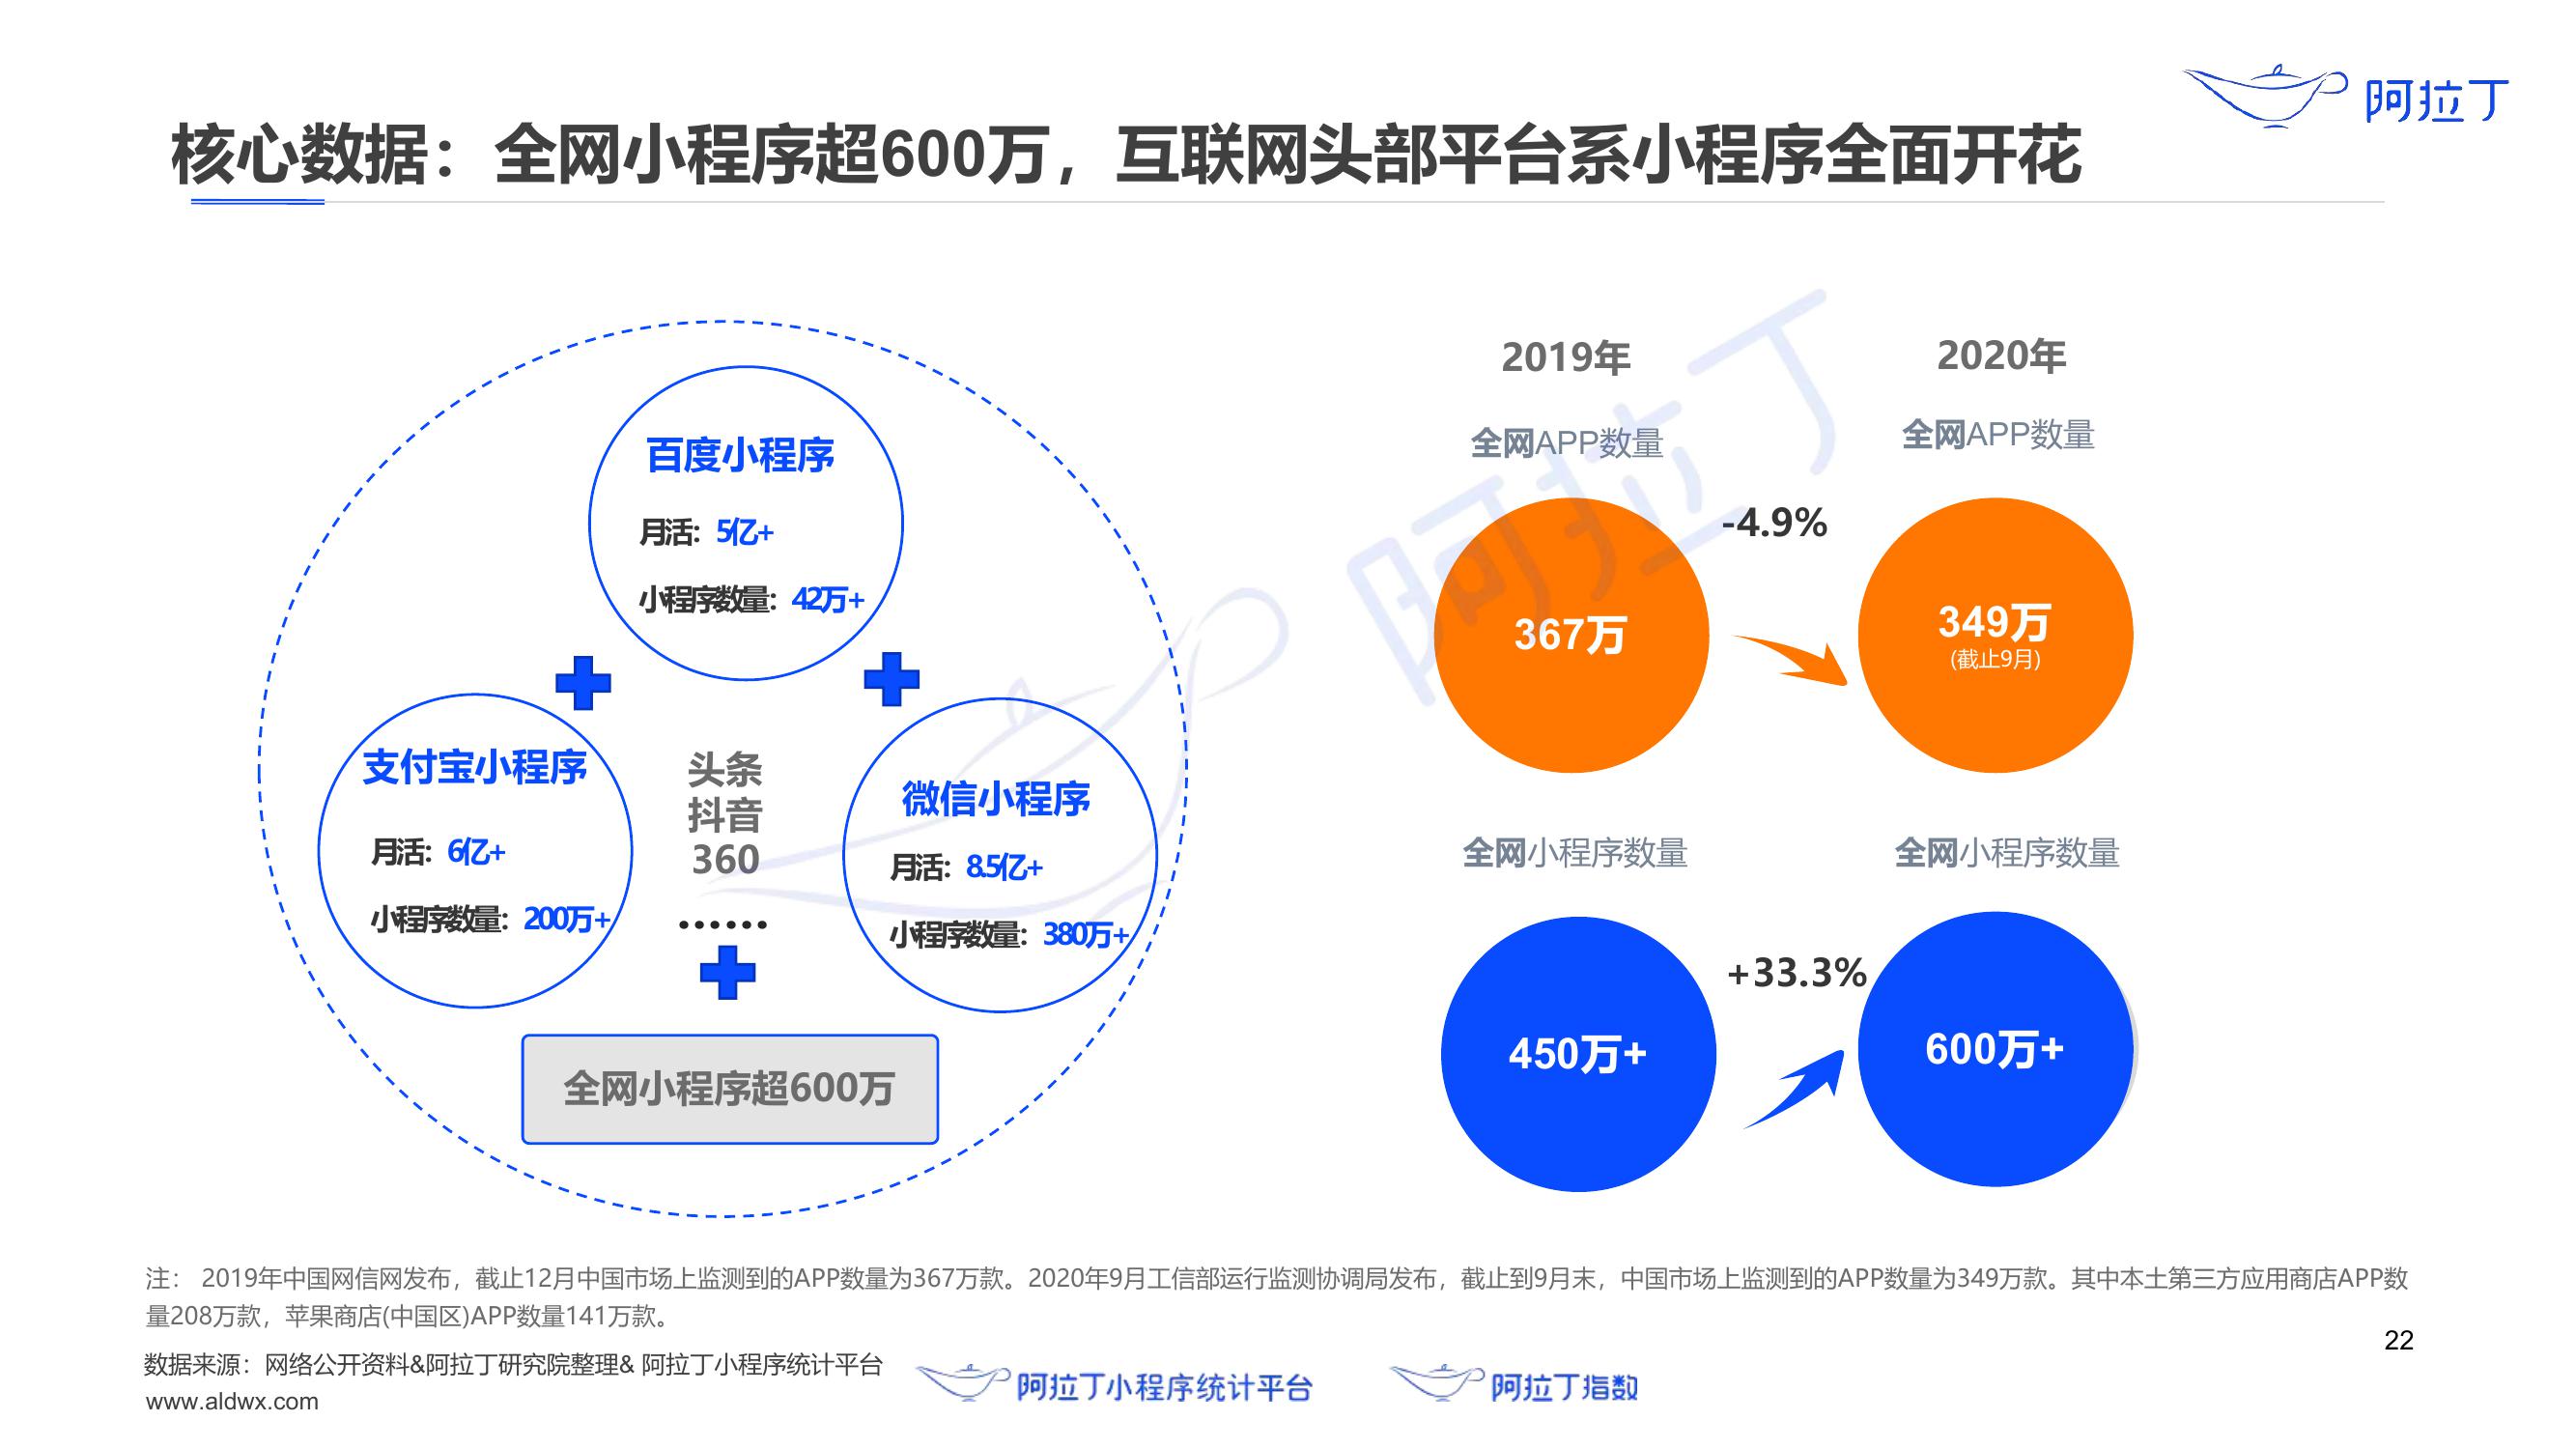 阿拉丁
核心数据：全网小程序超600万，互联网头部平台系小程序全面开花
百度小程序
月活：5亿+
小程序数量：42万+
支付宝小程序
月活：6亿+
小程序数量：200万+
头条
抖音
360
......
微信小程序
月活：8.5亿+
小程序数量：380万+
全网小程序超600万
阿拉丁
2019年
2020年
全网APP数量
全网APP数量
367万
-4.9%
349万
(截止9月)
全网小程序数量
全网小程序数量
450万+
+33.3%
600万+
注： 2019年中国网信网发布，截止12月中国市场上监测到的APP数量为367万款。2020年9月工信部运行监测协调局发布，截止到9月末，中国市场上监测到的APP数量为349万款。其中本土第三方应用商店APP数
量208万款，苹果商店(中国区)APP数量141万款。
数据来源：网络公开资料&阿拉丁研究院整理& 阿拉丁小程序统计平台
www.aldwx.com
阿拉丁小程序统计平台
阿拉丁指数
22